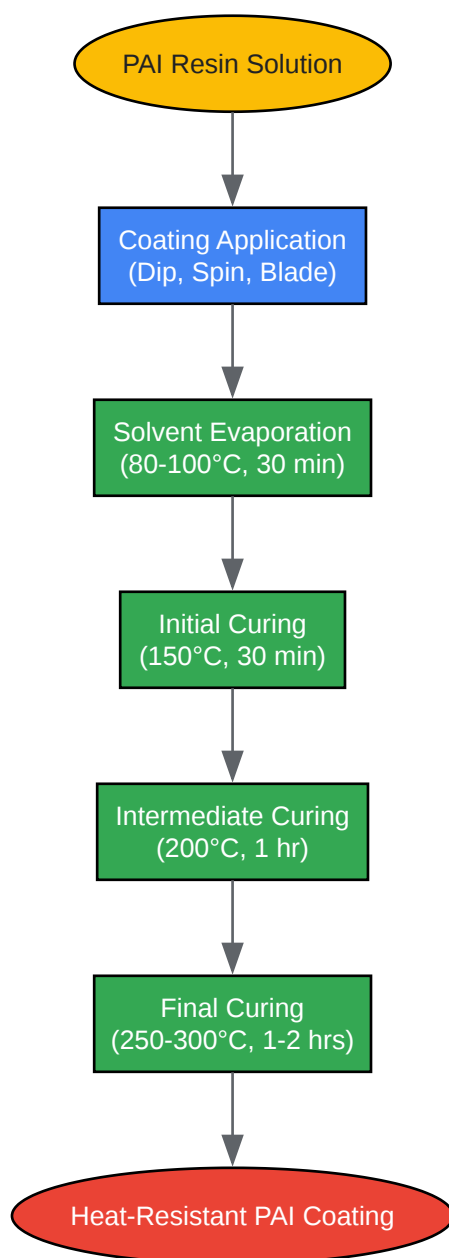 PAI Resin Solution
Coating Application
(Dip, Spin, Blade)
Solvent Evaporation
(80-100°C, 30 min)
Initial Curing
(150°C, 30 min)
Intermediate Curing
(200°C, 1 hr)
Final Curing
(250-300°C, 1-2 hrs)
Heat-Resistant PAI Coating